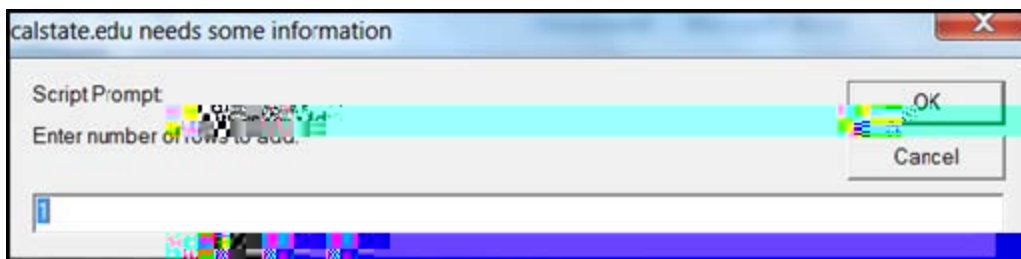 calstate.edu needs some information
Script Prompt:
OK
Enter number of rows to add:
Cancel
1